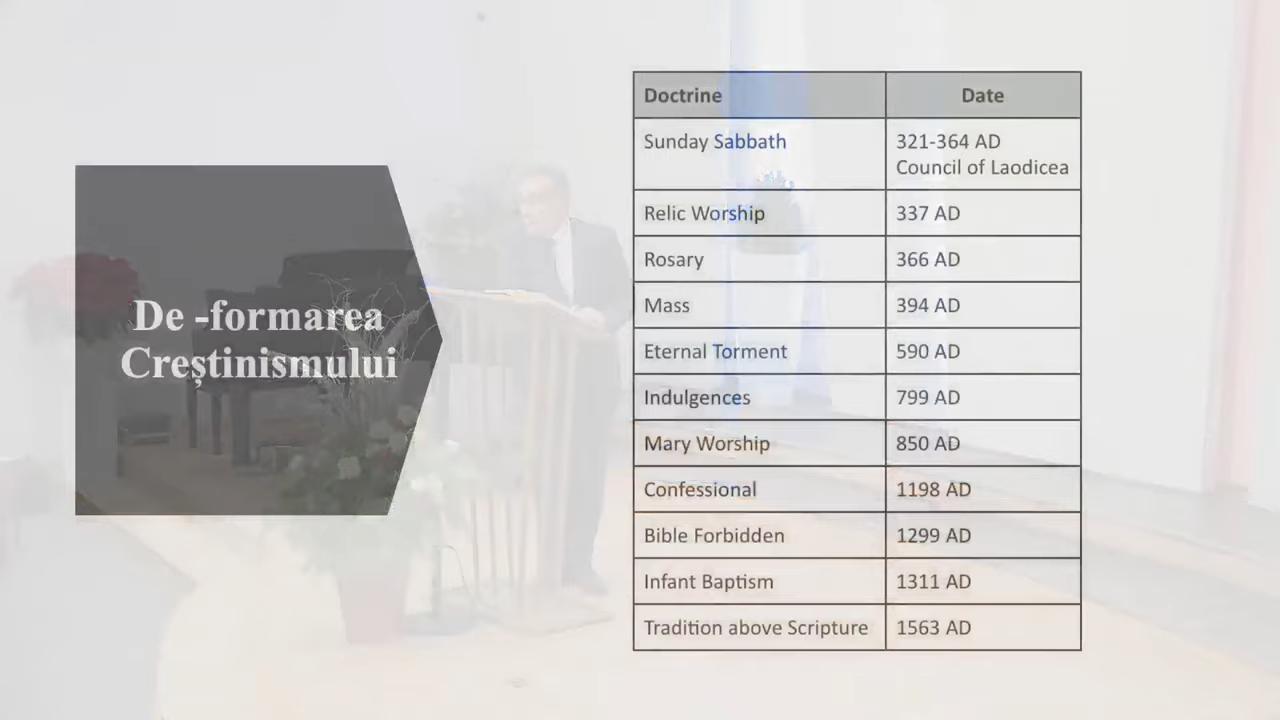 De -formarea
Creștinismului
Doctrine Date
Sunday Sabbath 321-364 AD
Council of Laodicea
Relic Worship 337 AD
Rosary 366 AD
Mass 394 AD
Eternal Torment 590 AD
Indulgences 799 AD
Mary Worship 850 AD
Confessional 1198 AD
Bible Forbidden 1299 AD
Infant Baptism 1311 AD
Tradition above Scripture 1563 AD